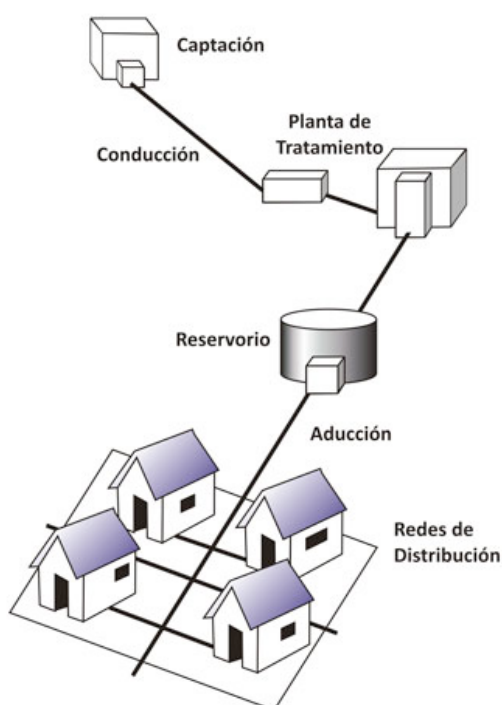 Captación
Conducción
Planta de
Tratamiento
Reservorio
Aducción
Redes de
Distribución